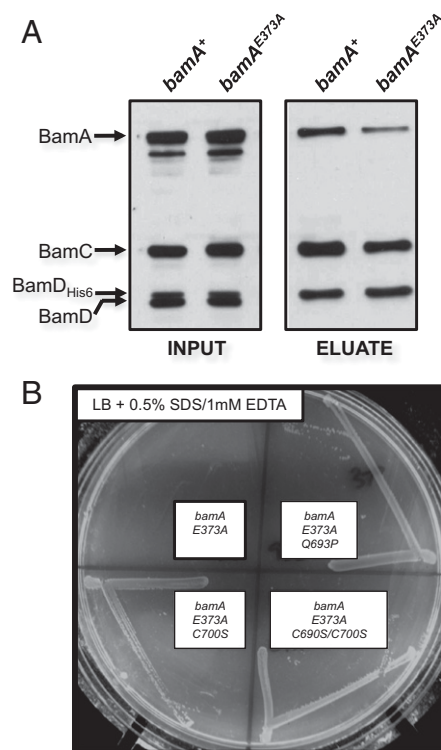 A
bamA+ bamAE373A bamA+ bamAE373A
BamA
BamC
BamDHis6
BamD
INPUT ELUATE
B
LB + 0.5% SDS/1mM EDTA
bamA
E373A
bamA
E373A
Q693P
bamA
E373A
C700S
bamA
E373A
C690S/C700S